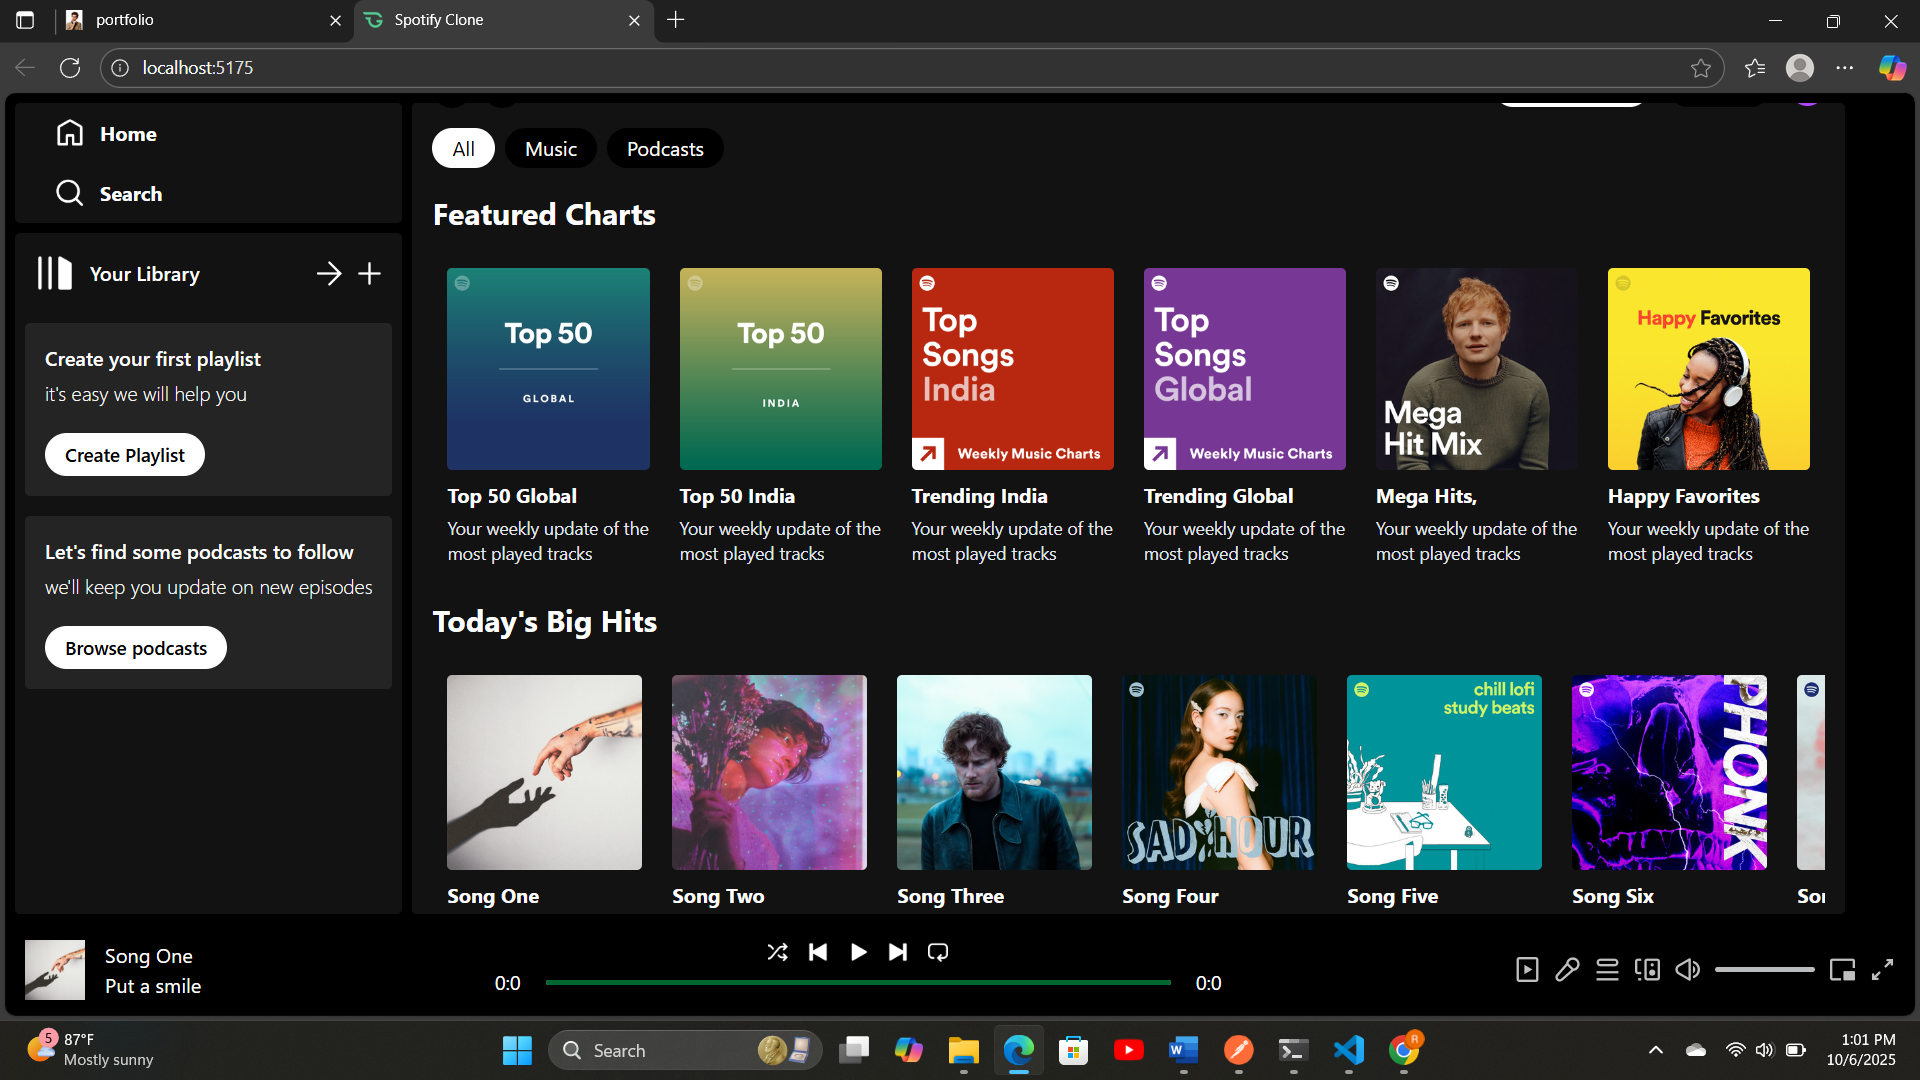 portfolio
Spotify Clone
localhost:5175
Home
Search
Your Library
Create your first playlist
it's easy we will help you
Create Playlist
Let's find some podcasts to follow
we'll keep you update on new episodes
Browse podcasts
All
Music
Podcasts
Featured Charts
Top 50
GLOBAL
Top 50
INDIA
Top
Songs
India
Weekly Music Charts
Top
Songs
Global
Weekly Music Charts
Mega
Hit Mix
Happy Favorites
Top 50 Global
Your weekly update of the
most played tracks
Top 50 India
Your weekly update of the
most played tracks
Trending India
Your weekly update of the
most played tracks
Trending Global
Your weekly update of the
most played tracks
Mega Hits,
Your weekly update of the
most played tracks
Happy Favorites
Your weekly update of the
most played tracks
Today's Big Hits
SAD HOUR
chill lofi
study beats
PHONK
Song One
Song Two
Song Three
Song Four
Song Five
Song Six
Song One
Put a smile
0:0
0:0
5
87°F
Mostly sunny
Search
W
R
1:01 PM
10/6/2025